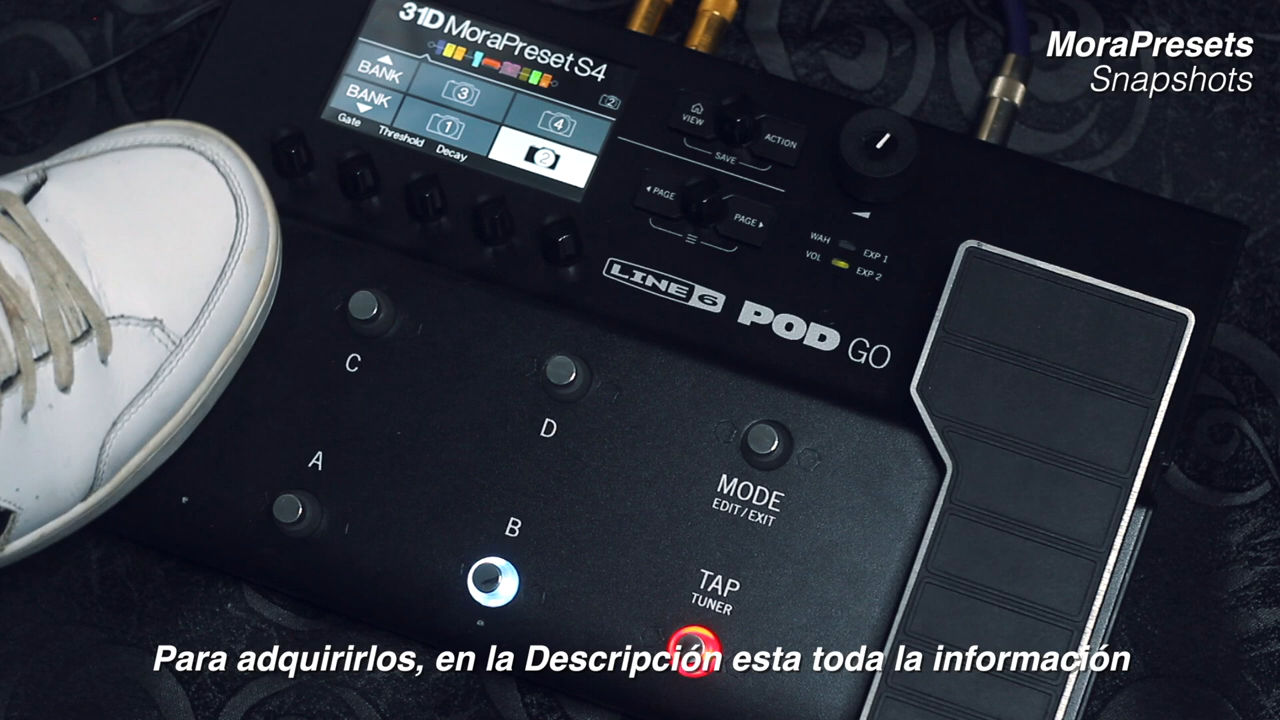 31D MoraPreset S4
BANK
3
2
BANK
1
4
Gate
Threshold
Decay
2
MoraPresets
Snapshots
VIEW
ACTION
SAVE
PAGE
PAGE
WAH
EXP 1
VOL
EXP 2
LINE 6 POD GO
C
D
A
B
MODE
EDIT/EXIT
TAP
TUNER
Para adquirirlos, en la Descripción esta toda la información